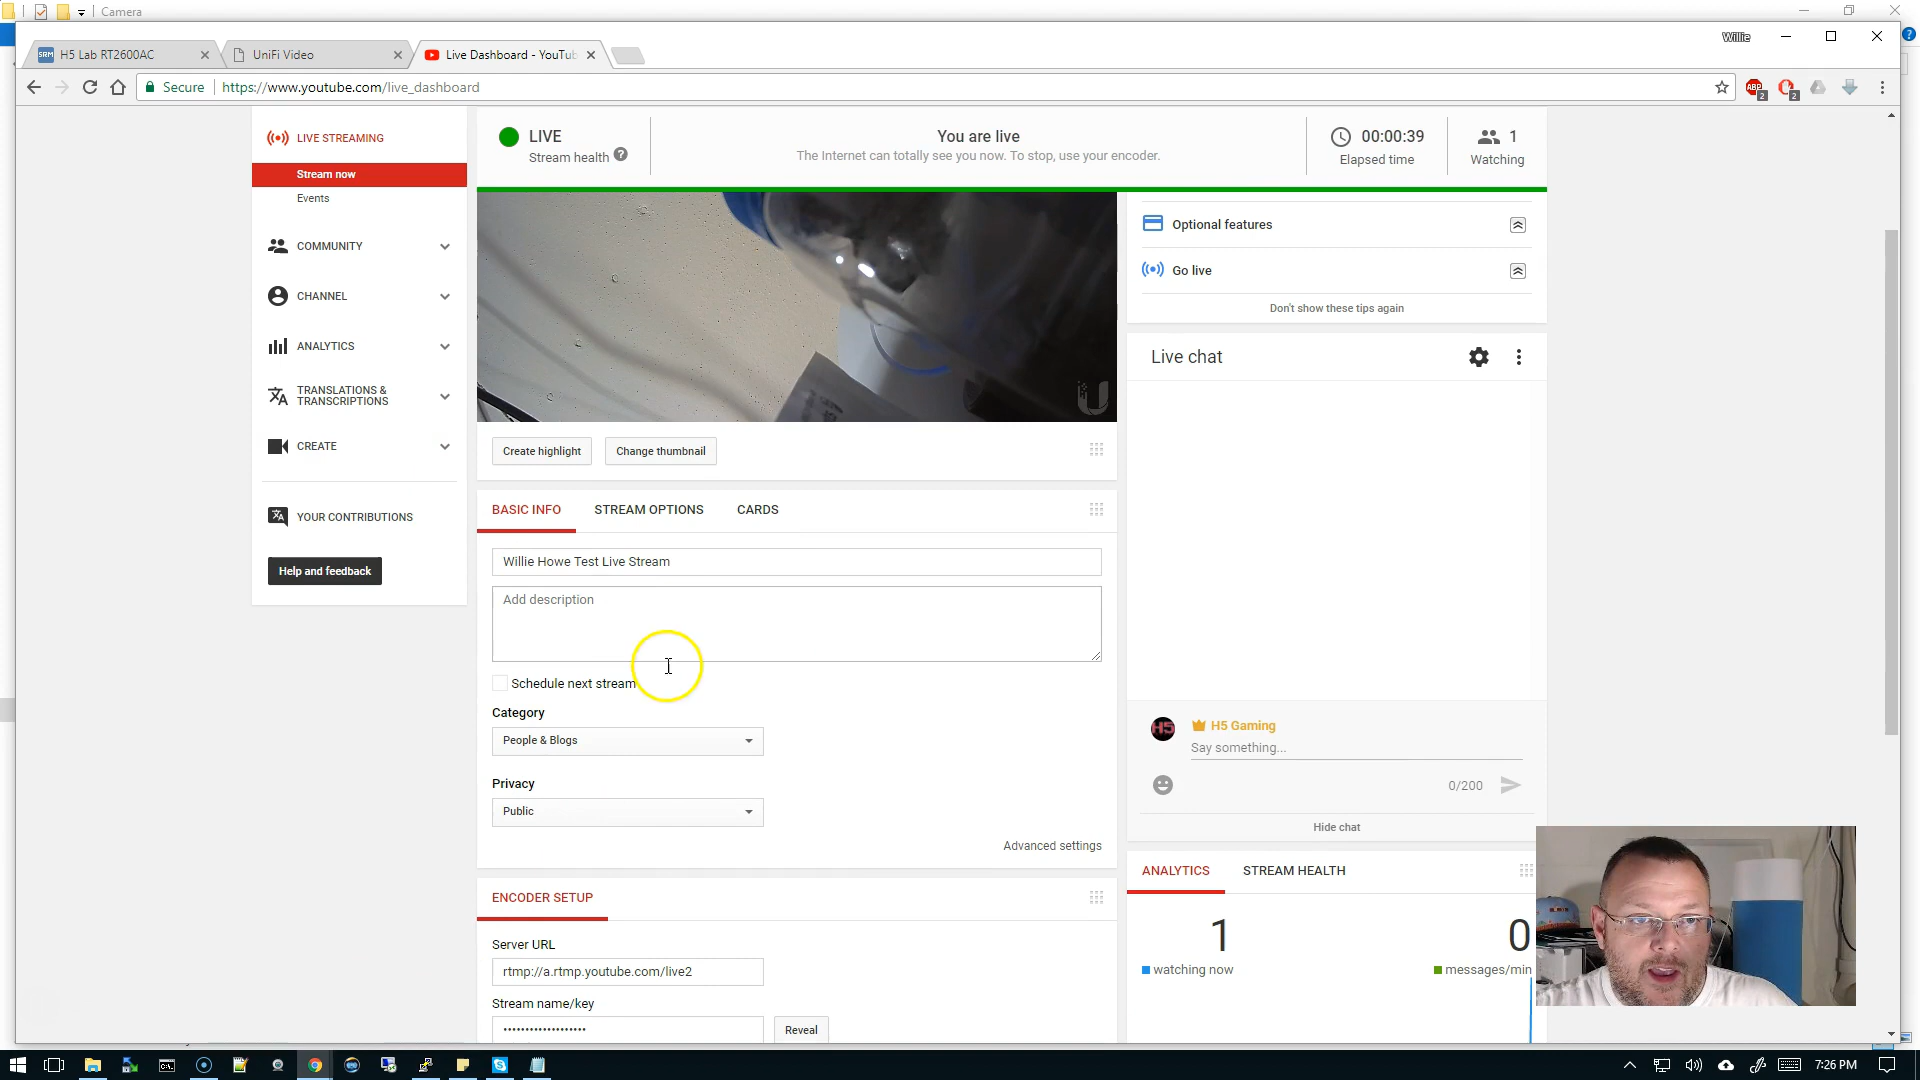 Camera
Willie
SRM H5 Lab RT2600AC
UniFi Video
Live Dashboard - YouTub
Secure
https://www.youtube.com/live_dashboard
ABP
2
2
LIVE STREAMING
Stream now
Events
COMMUNITY
CHANNEL
ANALYTICS
TRANSLATIONS &
TRANSCRIPTIONS
CREATE
YOUR CONTRIBUTIONS
Help and feedback
LIVE
Stream health ?
You are live
The Internet can totally see you now. To stop, use your encoder.
00:00:39
Elapsed time
1
Watching
Create highlight
Change thumbnail
BASIC INFO
STREAM OPTIONS
CARDS
Willie Howe Test Live Stream
Add description
Schedule next stream
Category
People & Blogs
Privacy
Public
Advanced settings
ENCODER SETUP
Server URL
rtmp://a.rtmp.youtube.com/live2
Stream name/key
•••••••••••••••••••
Reveal
Optional features
Go live
Don't show these tips again
Live chat
H5
H5 Gaming
Say something...
0/200
Hide chat
ANALYTICS
STREAM HEALTH
1
watching now
0
messages/min
7:26 PM